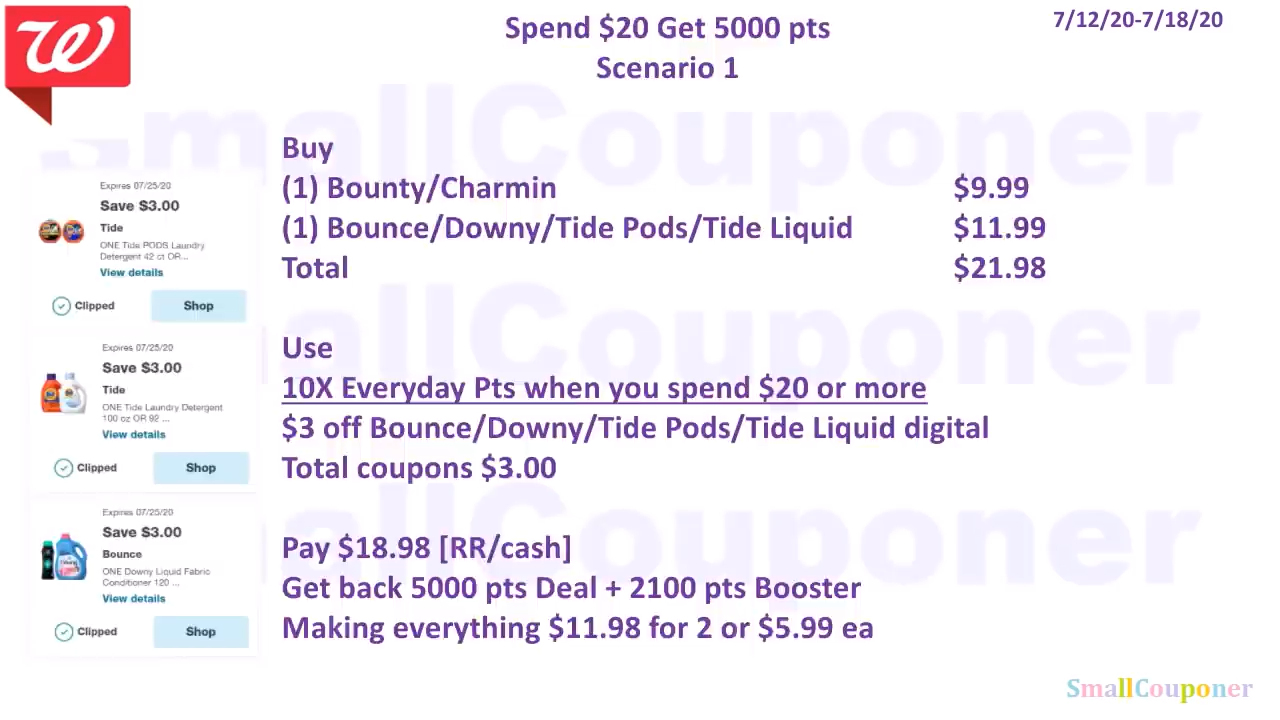 Spend $20 Get 5000 pts
Scenario 1
7/12/20-7/18/20
Buy
(1) Bounty/Charmin $9.99
(1) Bounce/Downy/Tide Pods/Tide Liquid $11.99
Total $21.98
Use
10X Everyday Pts when you spend $20 or more
$3 off Bounce/Downy/Tide Pods/Tide Liquid digital
Total coupons $3.00
Pay $18.98 [RR/cash]
Get back 5000 pts Deal + 2100 pts Booster
Making everything $11.98 for 2 or $5.99 ea
Expires 07/25/20
Save $3.00
Tide
ONE Tide PODS Laundry
Detergent 42 ct OR...
View details
Clipped Shop
Expires 07/25/20
Save $3.00
Tide
ONE Tide Laundry Detergent
100 oz OR 92 ...
View details
Clipped Shop
Expires 07/25/20
Save $3.00
Bounce
ONE Downy Liquid Fabric
Conditioner 120 ...
View details
Clipped Shop
SmallCouponer
SmallCouponer
SmallCouponer
SmallCouponer